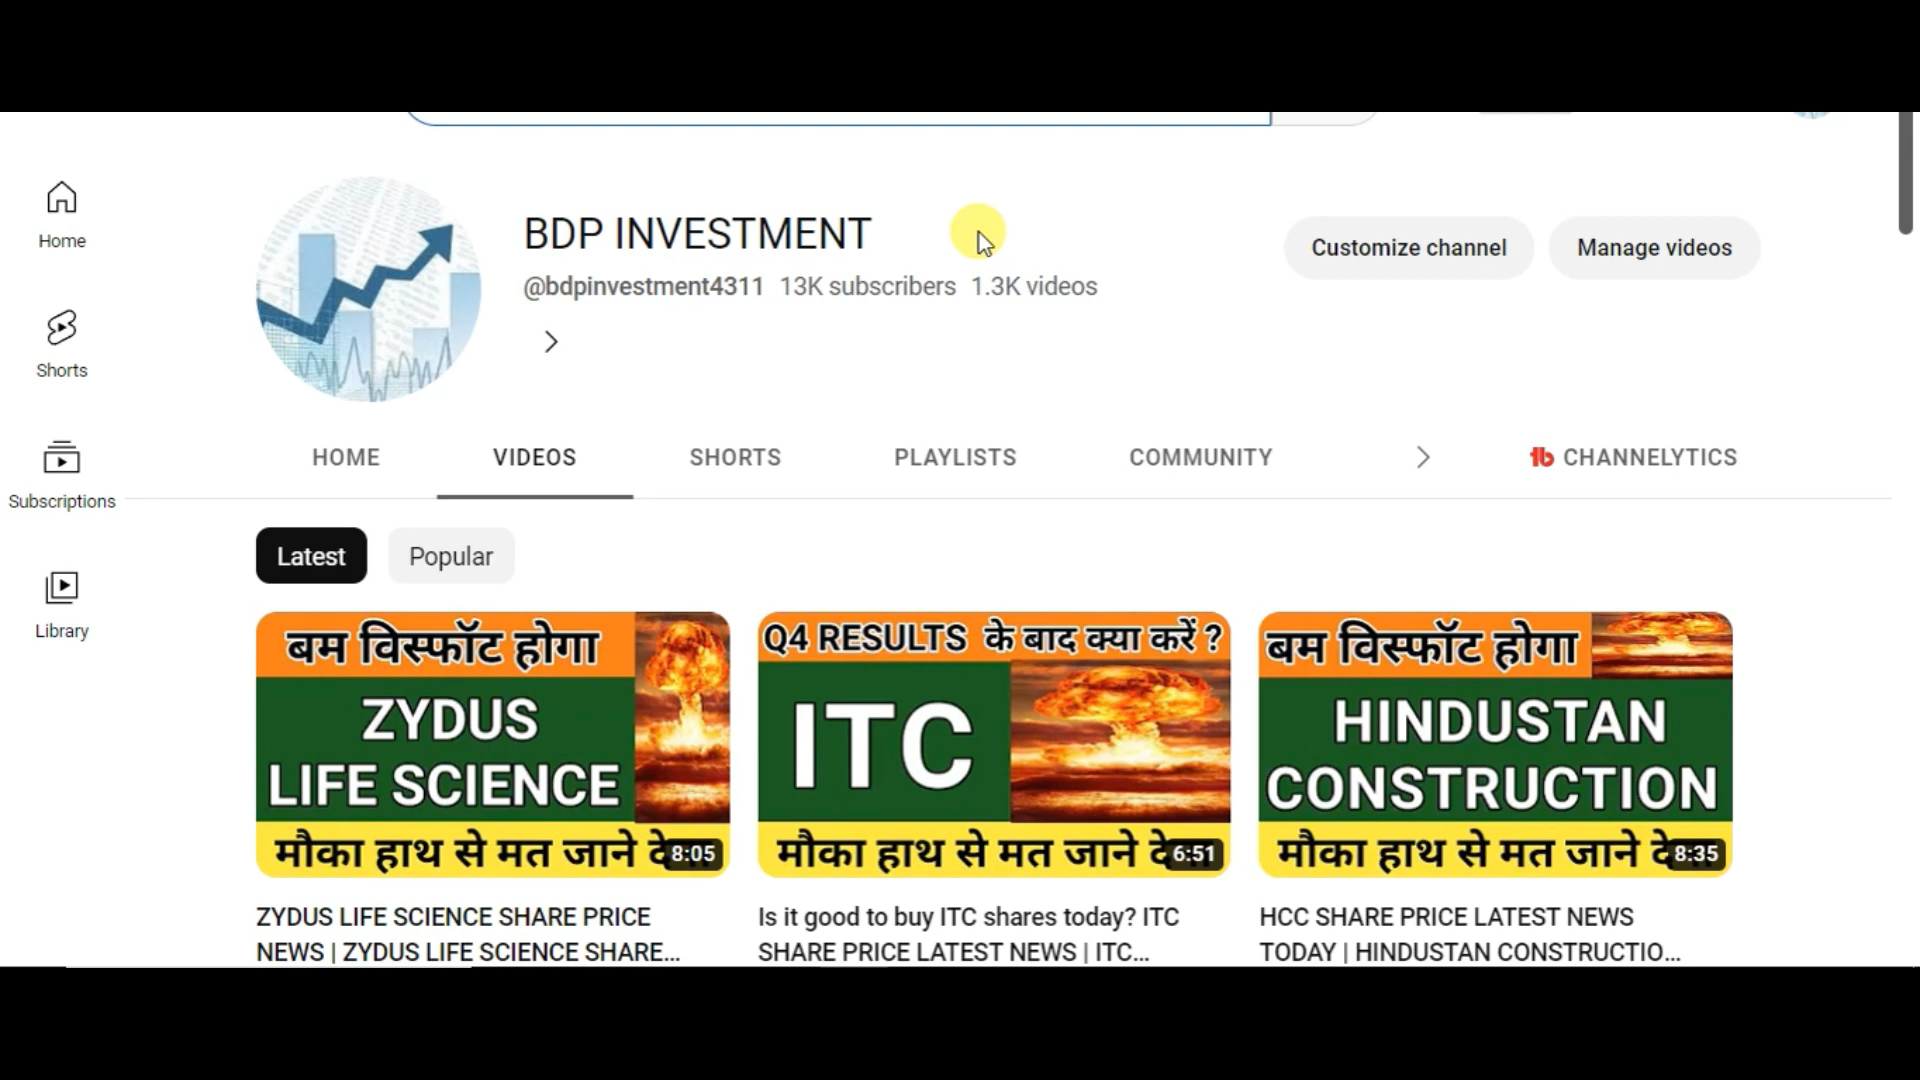 BDP INVESTMENT
Customize channel
Manage videos
@bdpinvestment4311 13K subscribers 1.3K videos
Home
Shorts
Subscriptions
Library
HOME
VIDEOS
SHORTS
PLAYLISTS
COMMUNITY
CHANNELYTICS
Latest
Popular
बम विस्फॉट होगा
ZYDUS
LIFE SCIENCE
मौका हाथ से मत जाने
8:05
Q4 RESULTS के बाद क्या करें ?
ITC
मौका हाथ से मत जाने
6:51
बम विस्फॉट होगा
HINDUSTAN
CONSTRUCTION
मौका हाथ से मत जाने
8:35
ZYDUS LIFE SCIENCE SHARE PRICE
NEWS | ZYDUS LIFE SCIENCE SHARE...
Is it good to buy ITC shares today? ITC
SHARE PRICE LATEST NEWS | ITC...
HCC SHARE PRICE LATEST NEWS
TODAY | HINDUSTAN CONSTRUCTIO...